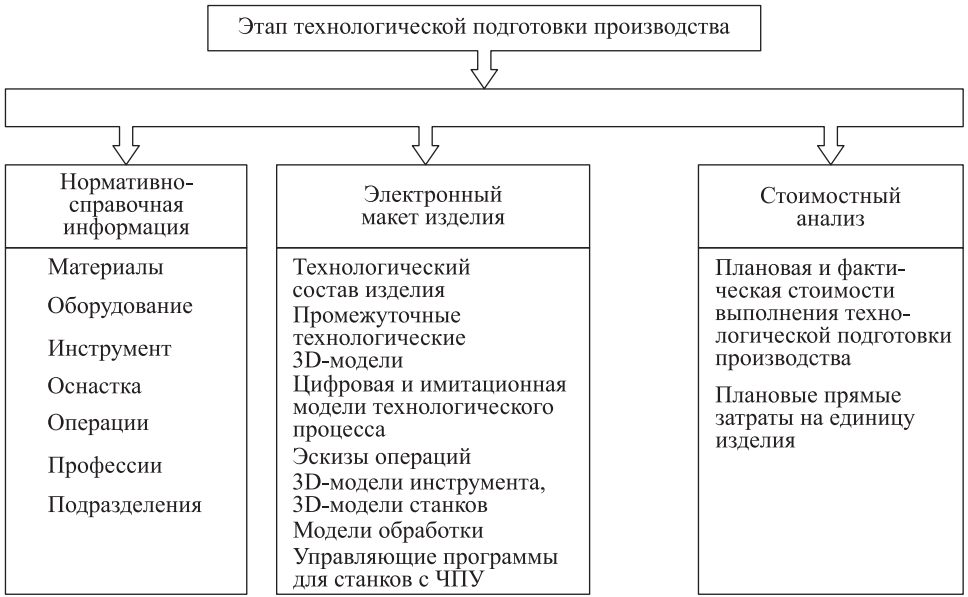 Этап технологической подготовки производства
Нормативно-
справочная
информация
Материалы
Оборудование
Инструмент
Оснастка
Операции
Профессии
Подразделения
Электронный
макет изделия
Технологический
состав изделия
Промежуточные
технологические
3D-модели
Цифровая и имитационная
модели технологического
процесса
Эскизы операций
3D-модели инструмента,
3D-модели станков
Модели обработки
Управляющие программы
для станков с ЧПУ
Стоимостный
анализ
Плановая и факти-
ческая стоимости
выполнения техно-
логической подготовки
производства
Плановые прямые
затраты на единицу
изделия